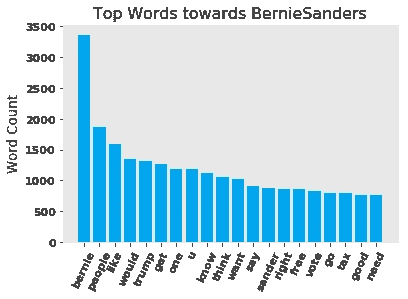 Top Words towards BernieSanders
Word Count
3500
3000
2500
2000
1500
1000
500
0
bernie
people
like
would
trump
get
one
u
know
think
want
say
sander
right
free
vote
go
tax
good
need